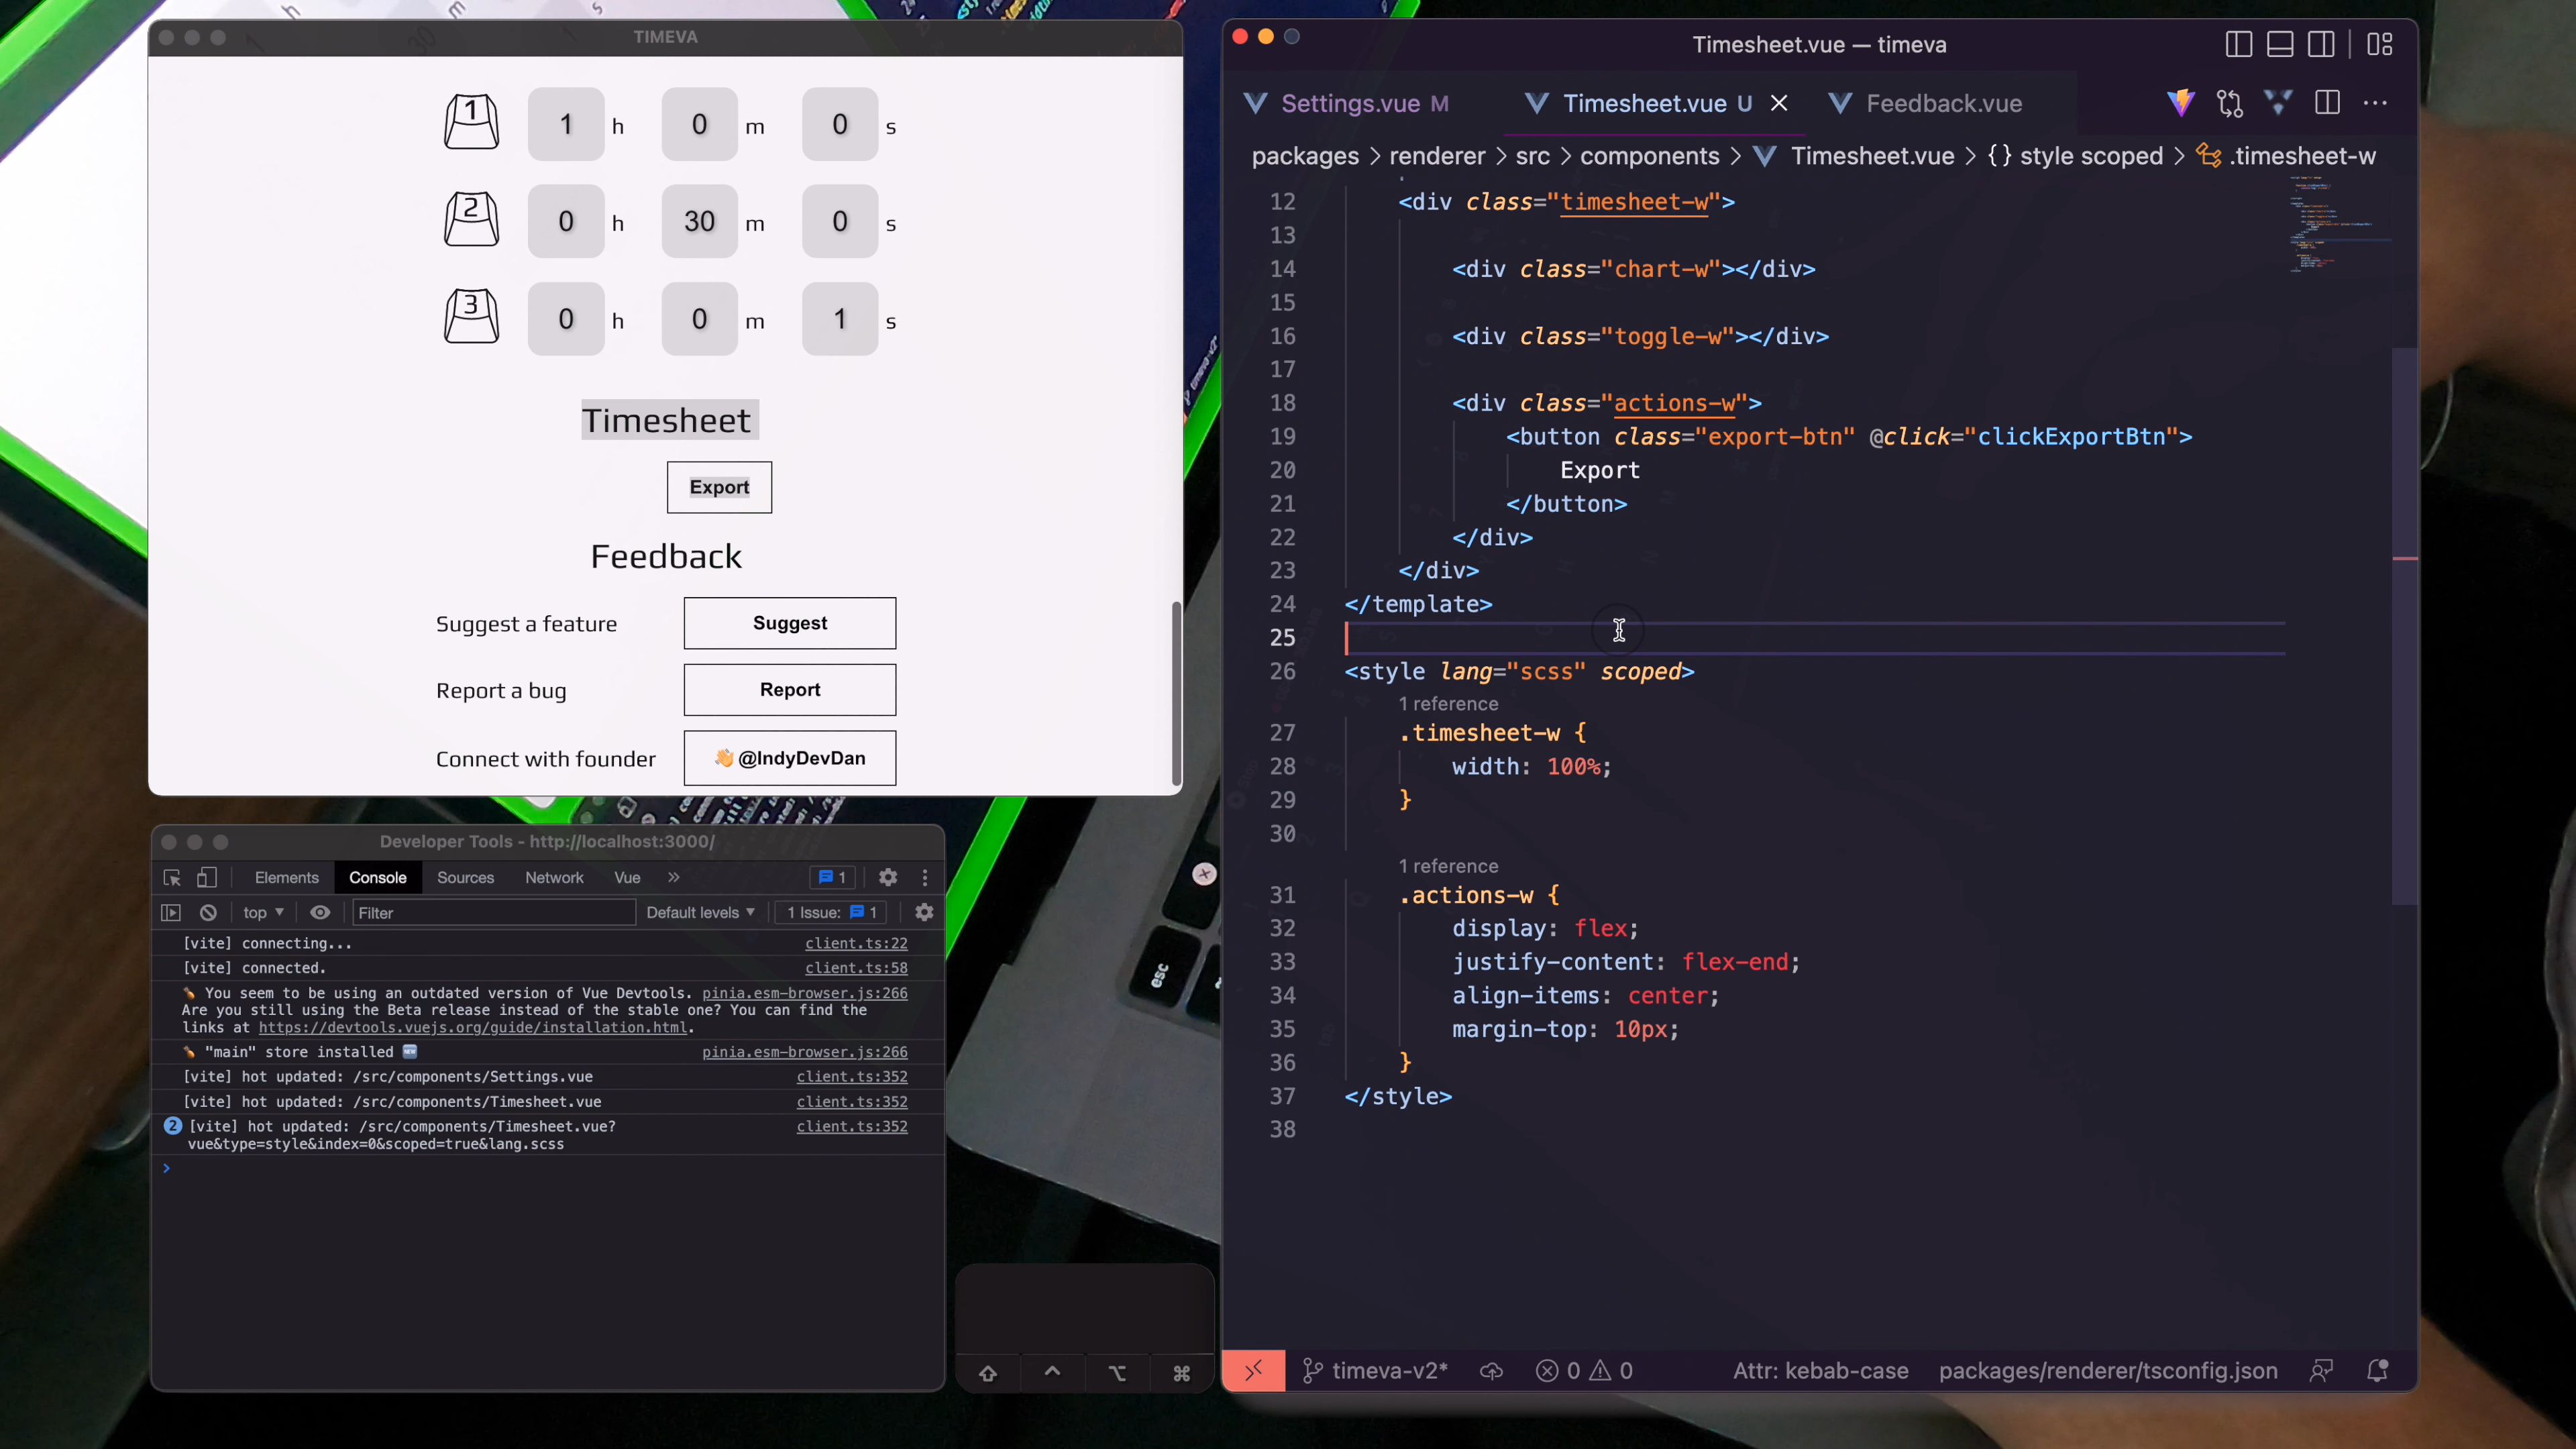 TIMEVA
1 1 h 0 m 0 s
2 0 h 30 m 0 s
3 0 h 0 m 1 s
Timesheet
Export
Feedback
Suggest a feature Suggest
Report a bug Report
Connect with founder 👋 @IndyDevDan
Developer Tools - http://localhost:3000/
Elements Console Sources Network Vue » 1
top ▼ Filter Default levels ▼ 1 Issue: 1
[vite] connecting... client.ts:22
[vite] connected. client.ts:58
🍍 You seem to be using an outdated version of Vue Devtools. pinia.esm-browser.js:266
Are you still using the Beta release instead of the stable one? You can find the
links at https://devtools.vuejs.org/guide/installation.html.
🍍 "main" store installed 🆕 pinia.esm-browser.js:266
[vite] hot updated: /src/components/Settings.vue client.ts:352
[vite] hot updated: /src/components/Timesheet.vue client.ts:352
2 [vite] hot updated: /src/components/Timesheet.vue? client.ts:352
vue&type=style&index=0&scoped=true&lang.scss
>
esc
⇧ ⌃ ⌥ ⌘
Timesheet.vue — timeva
Settings.vue M Timesheet.vue U Feedback.vue
packages > renderer > src > components > Timesheet.vue > {} style scoped > .timesheet-w
12 <div class="timesheet-w">
13
14 <div class="chart-w"></div>
15
16 <div class="toggle-w"></div>
17
18 <div class="actions-w">
19 <button class="export-btn" @click="clickExportBtn">
20 Export
21 </button>
22 </div>
23 </div>
24 </template>
25
26 <style lang="scss" scoped>
1 reference
27 .timesheet-w {
28 width: 100%;
29 }
30
1 reference
31 .actions-w {
32 display: flex;
33 justify-content: flex-end;
34 align-items: center;
35 margin-top: 10px;
36 }
37 </style>
38
timeva-v2* 0 0 Attr: kebab-case packages/renderer/tsconfig.json